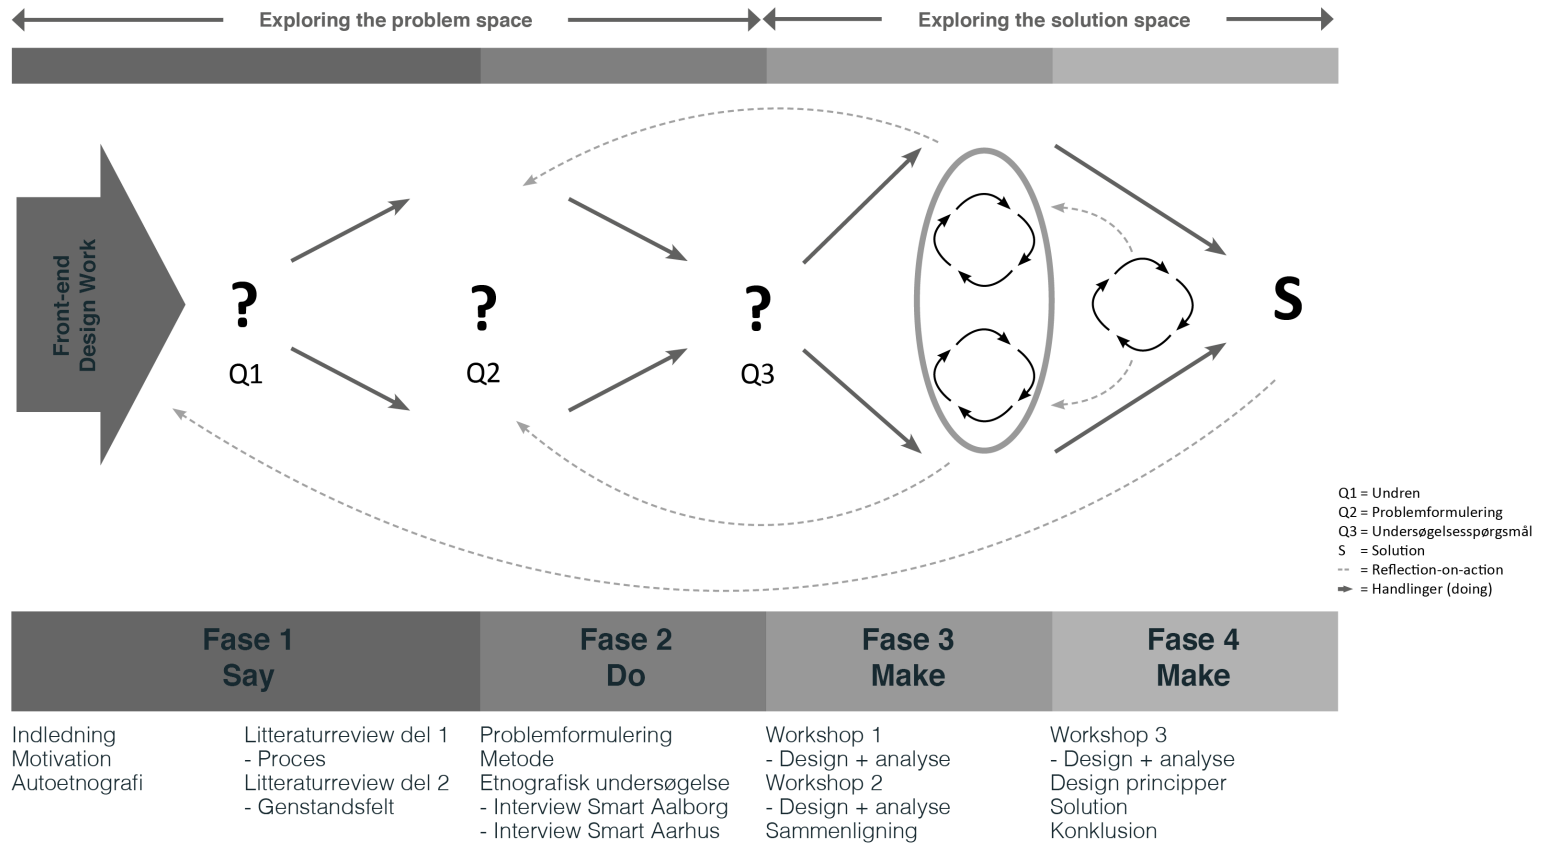 Exploring the problem space
Exploring the solution space
Front-end
Design Work
?
Q1
?
Q2
?
Q3
S
Q1 = Undren
Q2 = Problemformulering
Q3 = Undersøgelsesspørgsmål
S = Solution
= Reflection-on-action
= Handlinger (doing)
Fase 1
Say
Fase 2
Do
Fase 3
Make
Fase 4
Make
Indledning
Motivation
Autoetnografi
Litteraturreview del 1
- Proces
Litteraturreview del 2
- Genstandsfelt
Problemformulering
Metode
Etnografisk undersøgelse
- Interview Smart Aalborg
- Interview Smart Aarhus
Workshop 1
- Design + analyse
Workshop 2
- Design + analyse
Sammenligning
Workshop 3
- Design + analyse
Design principper
Solution
Konklusion